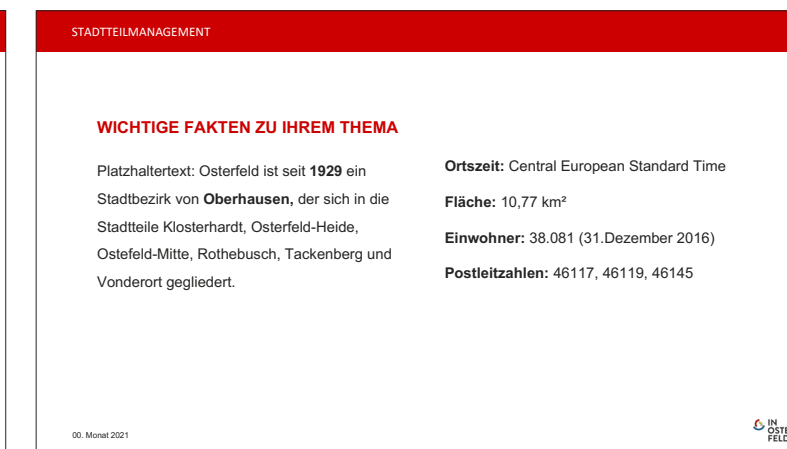 STADTTEILMANAGEMENT
WICHTIGE FAKTEN ZU IHREM THEMA
Platzhaltertext: Osterfeld ist seit 1929 ein
Stadtbezirk von Oberhausen, der sich in die
Stadtteile Klosterhardt, Osterfeld-Heide,
Ostefeld-Mitte, Rothebusch, Tackenberg und
Vonderort gegliedert.
Ortszeit: Central European Standard Time
Fläche: 10,77 km²
Einwohner: 38.081 (31.Dezember 2016)
Postleitzahlen: 46117, 46119, 46145
00. Monat 2021
IN
OSTE
FELD